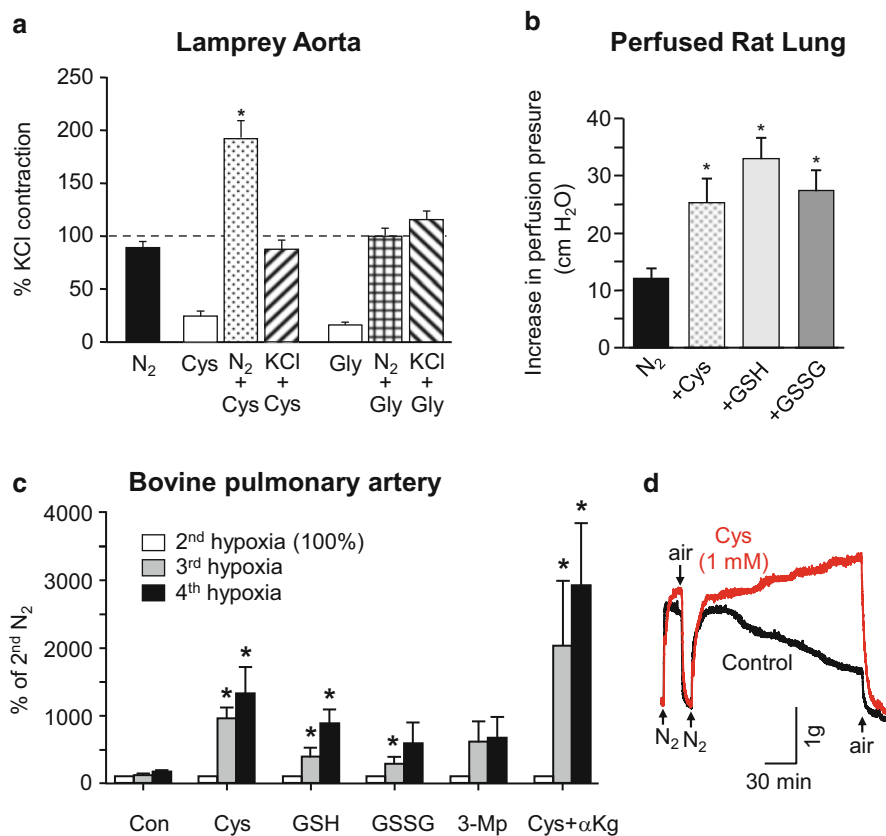 a
Lamprey Aorta
% KCl contraction
250
200
150
100
50
0
*
N2
Cys
N2 + Cys
KCl + Cys
Gly
N2 + Gly
KCl + Gly
b
Perfused Rat Lung
Increase in perfusion presure (cm H2O)
40
30
20
10
0
*
*
*
N2
+Cys
+GSH
+GSSG
c
Bovine pulmonary artery
% of 2nd N2
4000
3500
3000
2500
2000
1500
1000
500
0
2nd hypoxia (100%)
3rd hypoxia
4th hypoxia
* *
* *
*
* *
Con
Cys
GSH
GSSG
3-Mp
Cys+αKg
d
air
Cys
(1 mM)
Control
N2
N2
1g
30 min
air